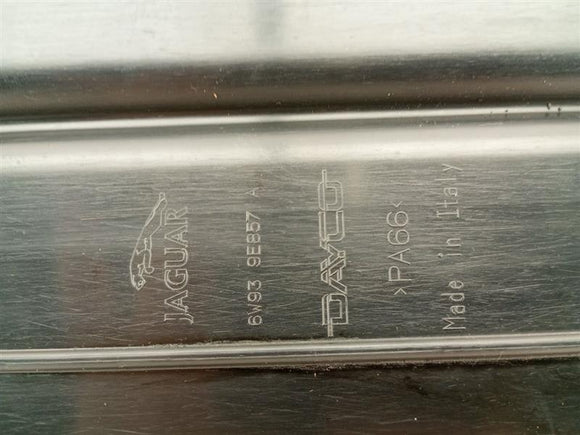 JAGUAR
6W93 9E857 A
DAYCO
>PA66<
Made in Italy